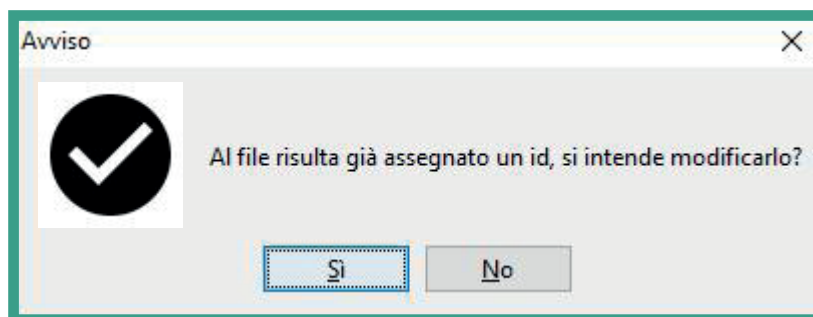 Avviso
Al file risulta già assegnato un id, si intende modificarlo?
Sì
No